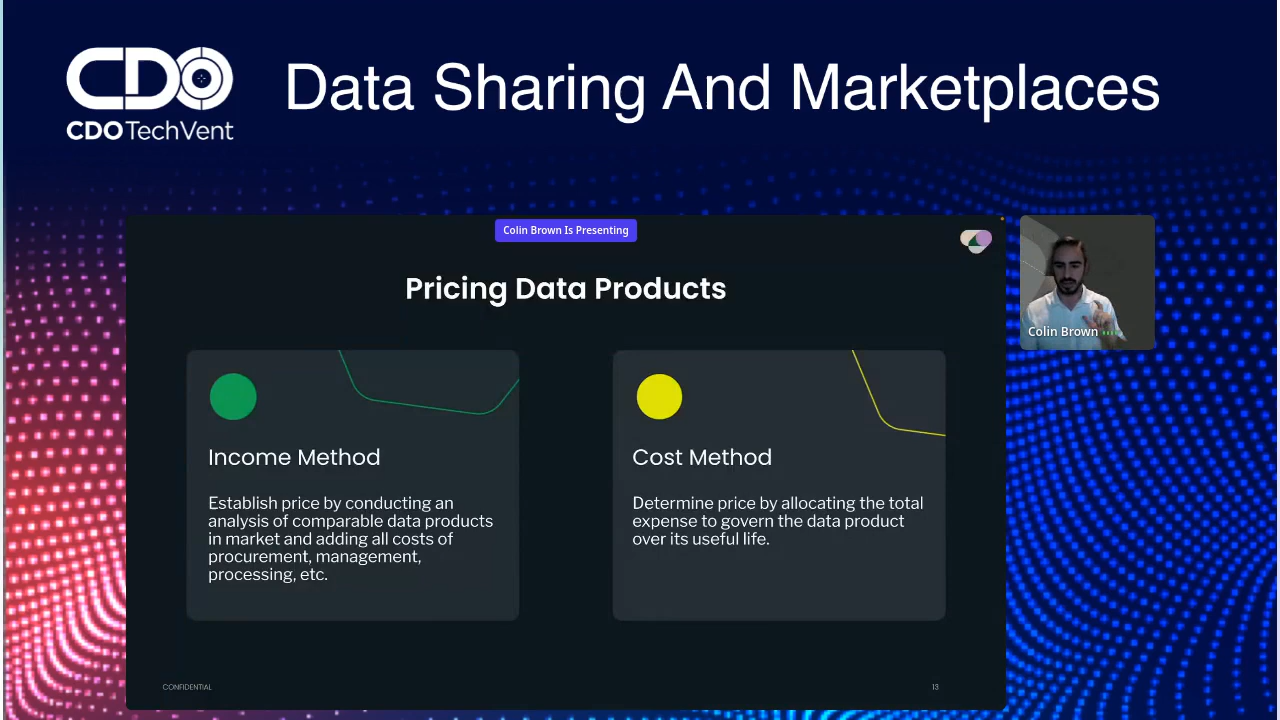 CDO
CDO TechVent
Data Sharing And Marketplaces
Colin Brown Is Presenting
Pricing Data Products
Income Method
Establish price by conducting an
analysis of comparable data products
in market and adding all costs of
procurement, management,
processing, etc.
Cost Method
Determine price by allocating the total
expense to govern the data product
over its useful life.
Colin Brown
CONFIDENTIAL
13